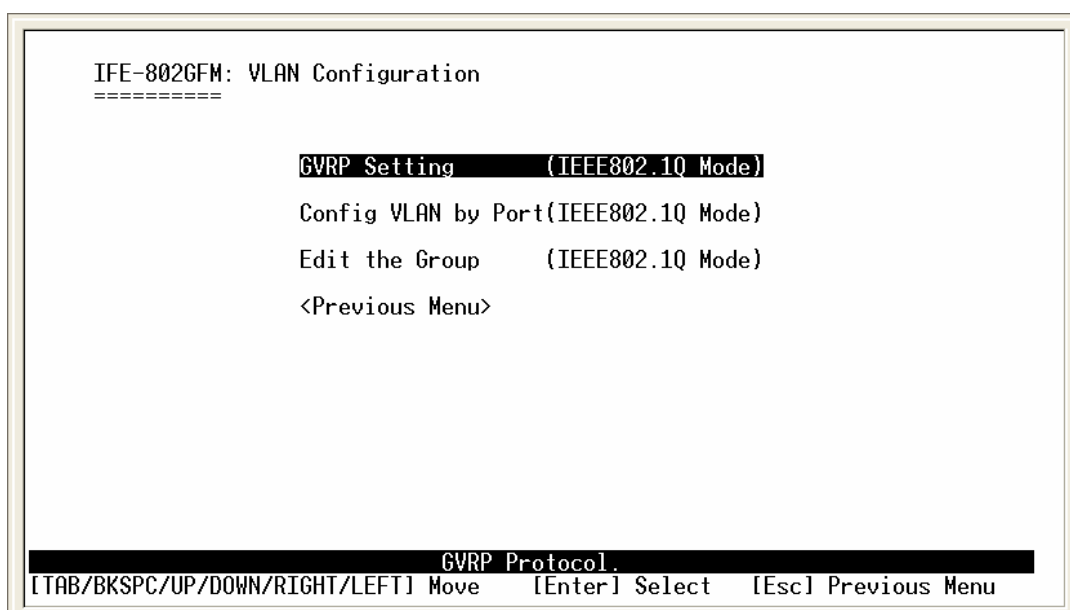 IFE-802GFM: VLAN Configuration
==========
GVRP Setting (IEEE802.1Q Mode)
Config VLAN by Port(IEEE802.1Q Mode)
Edit the Group (IEEE802.1Q Mode)
<Previous Menu>
GVRP Protocol.
[TAB/BKSPC/UP/DOWN/RIGHT/LEFT] Move [Enter] Select [Esc] Previous Menu